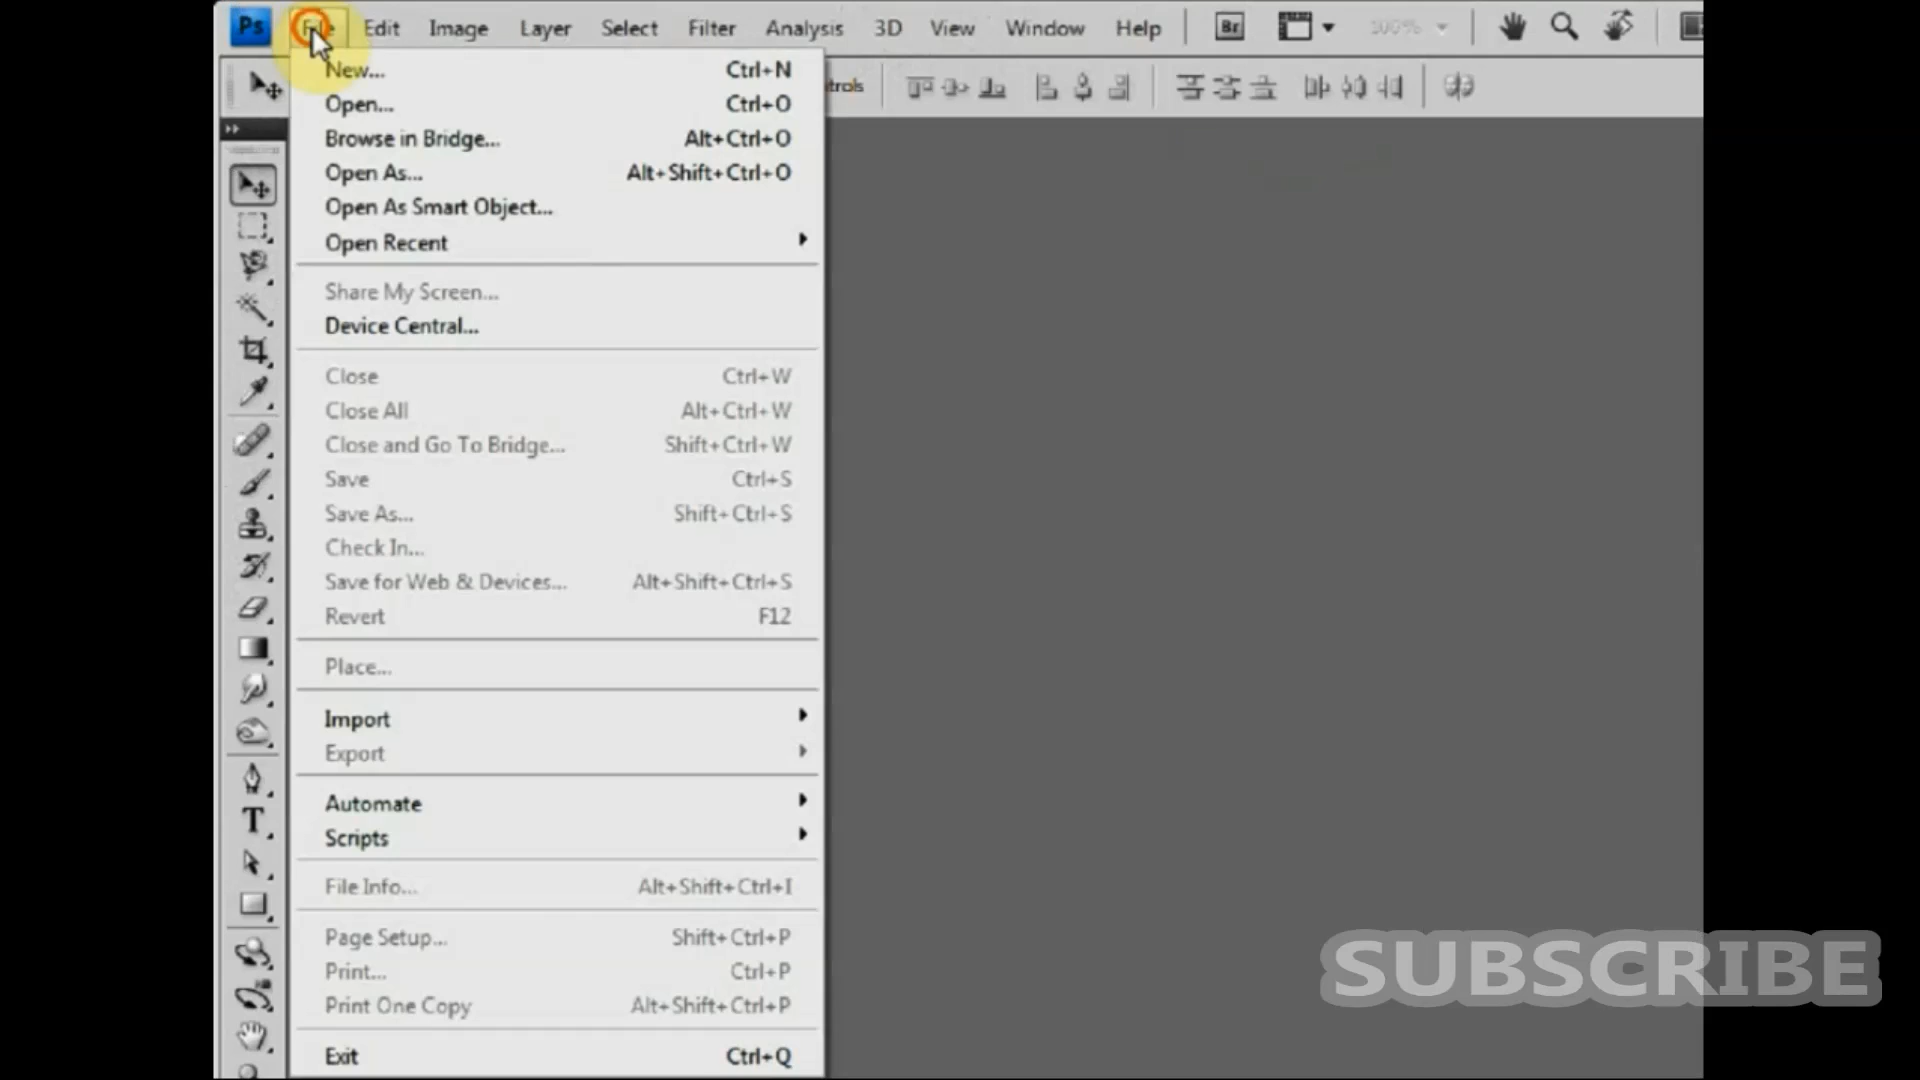 Ps File Edit Image Layer Select Filter Analysis 3D View Window Help Br 100%
trols
New... Ctrl+N
Open... Ctrl+O
Browse in Bridge... Alt+Ctrl+O
Open As... Alt+Shift+Ctrl+O
Open As Smart Object...
Open Recent
Share My Screen...
Device Central...
Close Ctrl+W
Close All Alt+Ctrl+W
Close and Go To Bridge... Shift+Ctrl+W
Save Ctrl+S
Save As... Shift+Ctrl+S
Check In...
Save for Web & Devices... Alt+Shift+Ctrl+S
Revert F12
Place...
Import
Export
Automate
Scripts
File Info... Alt+Shift+Ctrl+I
Page Setup... Shift+Ctrl+P
Print... Ctrl+P
Print One Copy Alt+Shift+Ctrl+P
Exit Ctrl+Q
T
SUBSCRIBE